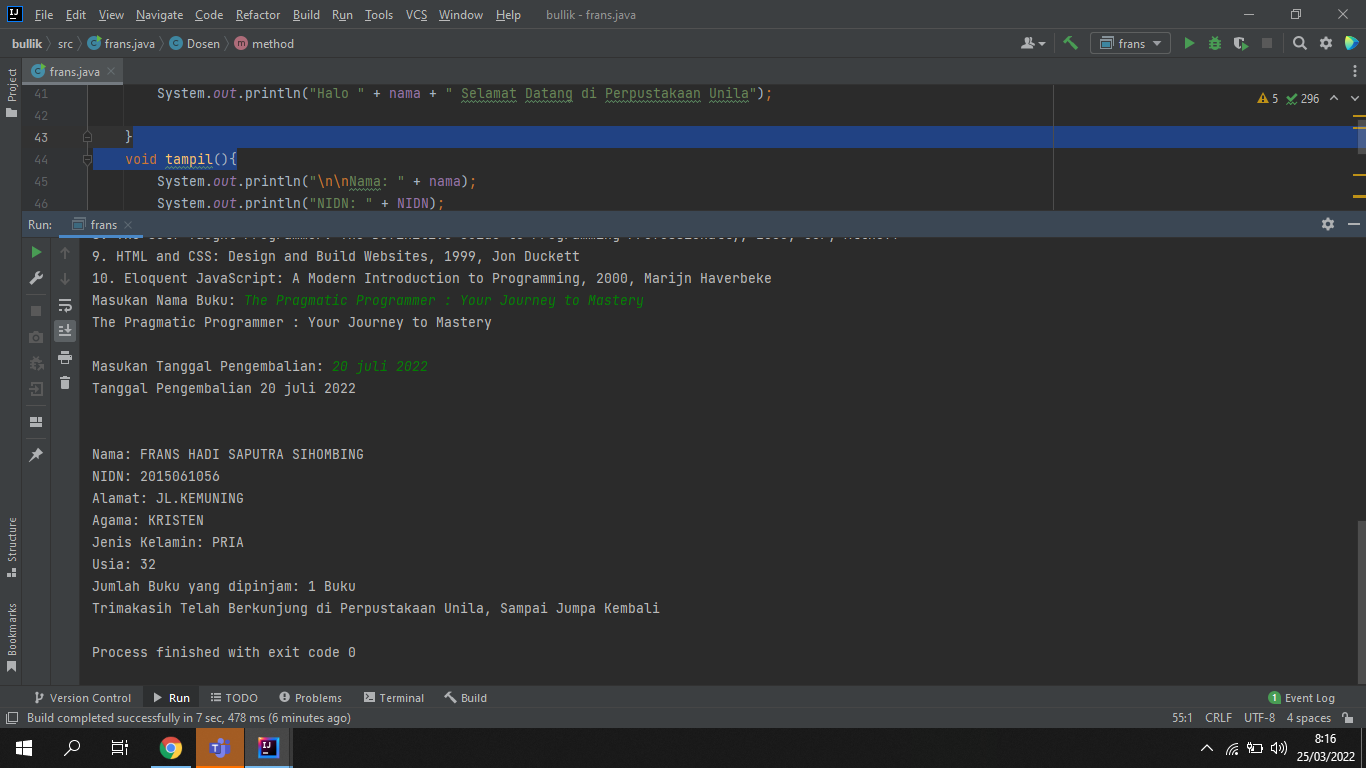 File Edit View Navigate Code Refactor Build Run Tools VCS Window Help bullik - frans.java
bullik src frans.java Dosen m method frans
frans.java
Project
41 System.out.println("Halo " + nama + " Selamat Datang di Perpustakaan Unila");
5 296
42
43 }
44 void tampil(){
45 System.out.println("\n\nNama: " + nama);
46 System.out.println("NIDN: " + NIDN);
Run: frans
9. HTML and CSS: Design and Build Websites, 1999, Jon Duckett
10. Eloquent JavaScript: A Modern Introduction to Programming, 2000, Marijn Haverbeke
Masukan Nama Buku: The Pragmatic Programmer : Your Journey to Mastery
The Pragmatic Programmer : Your Journey to Mastery
Masukan Tanggal Pengembalian: 20 juli 2022
Tanggal Pengembalian 20 juli 2022
Nama: FRANS HADI SAPUTRA SIHOMBING
NIDN: 2015061056
Alamat: JL.KEMUNING
Agama: KRISTEN
Jenis Kelamin: PRIA
Usia: 32
Jumlah Buku yang dipinjam: 1 Buku
Trimakasih Telah Berkunjung di Perpustakaan Unila, Sampai Jumpa Kembali
Process finished with exit code 0
Structure
Bookmarks
Version Control Run TODO Problems Terminal Build 1 Event Log
Build completed successfully in 7 sec, 478 ms (6 minutes ago) 55:1 CRLF UTF-8 4 spaces
8:16
25/03/2022